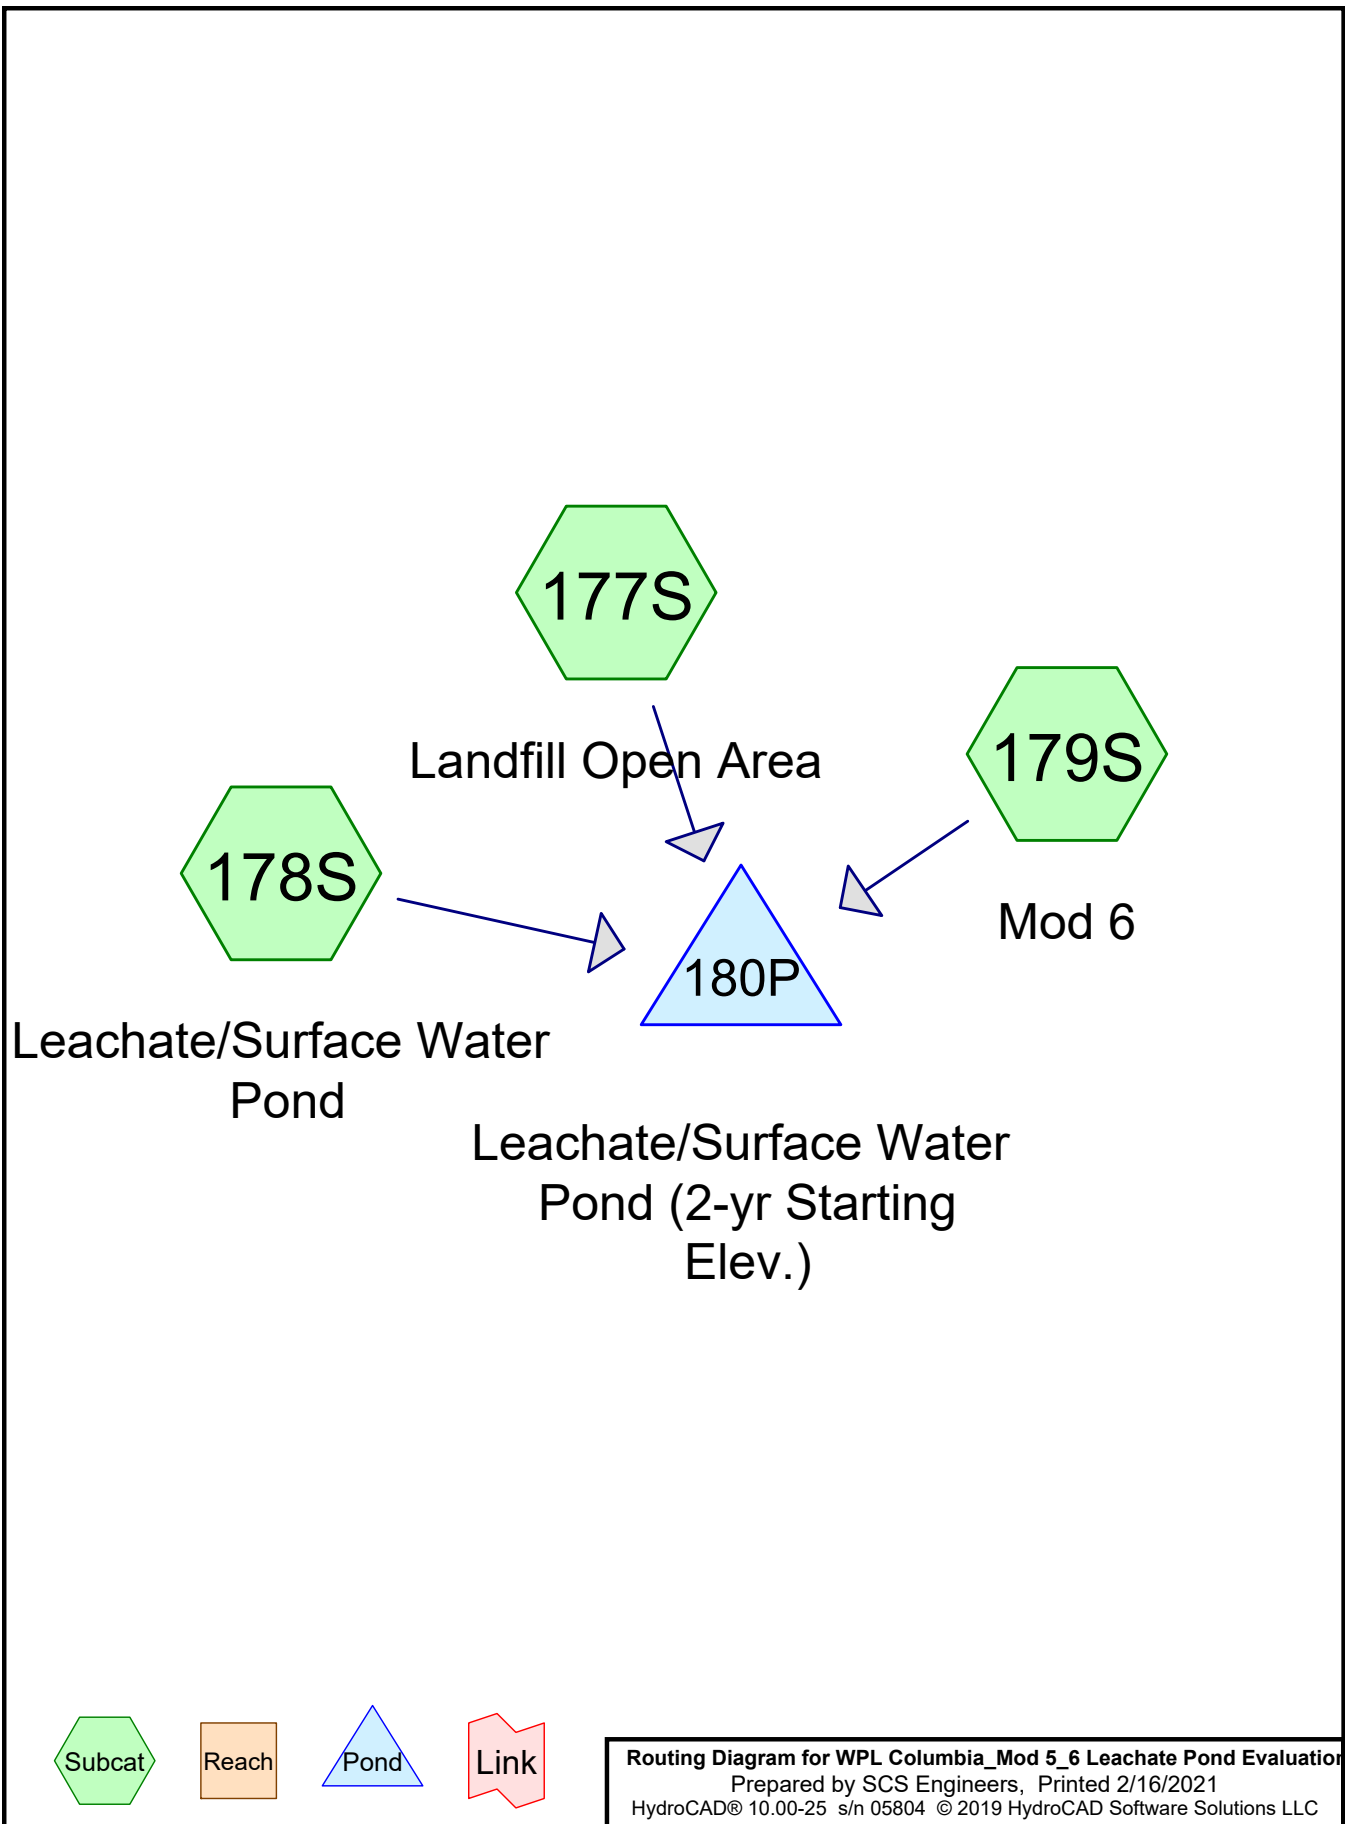 177S
Landfill Open Area
179S
Mod 6
178S
Leachate/Surface Water
Pond
180P
Leachate/Surface Water
Pond (2-yr Starting
Elev.)
Subcat
Reach
Pond
Link
Routing Diagram for WPL Columbia_Mod 5_6 Leachate Pond Evaluation
Prepared by SCS Engineers, Printed 2/16/2021
HydroCAD® 10.00-25 s/n 05804 © 2019 HydroCAD Software Solutions LLC